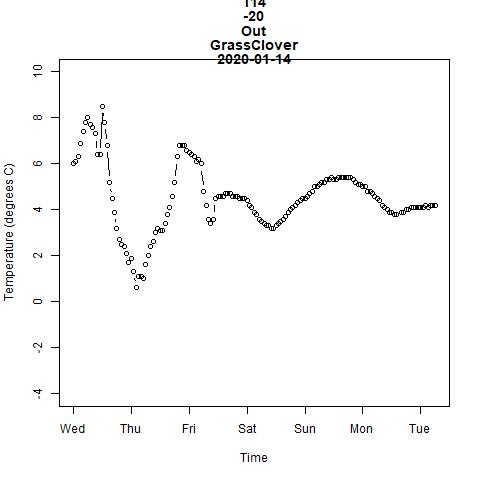 114
-20
Out
GrassClover
2020-01-14
Temperature (degrees C)
10
8
6
4
2
0
-2
-4
Wed Thu Fri Sat Sun Mon Tue
Time